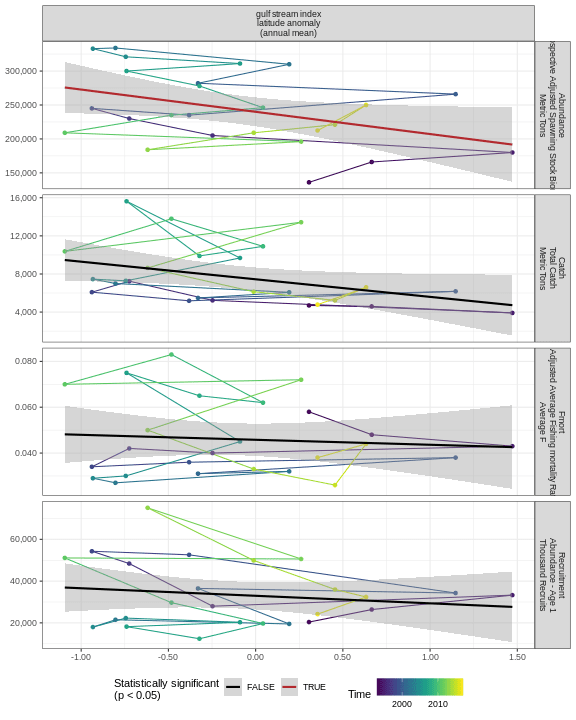 gulf stream index
latitude anomaly
(annual mean)
300,000
250,000
200,000
150,000
Abundance
spective Adjusted Spawning Stock Bio
Metric Tons
16,000
12,000
8,000
4,000
Catch
Total Catch
Metric Tons
0.080
0.060
0.040
Fmort
Adjusted Average Fishing mortality Ra
Average F
60,000
40,000
20,000
Recruitment
Abundance - Age 1
Thousand Recruits
-1.00
-0.50
0.00
0.50
1.00
1.50
Statistically significant
(p < 0.05)
FALSE
TRUE
Time
2000
2010